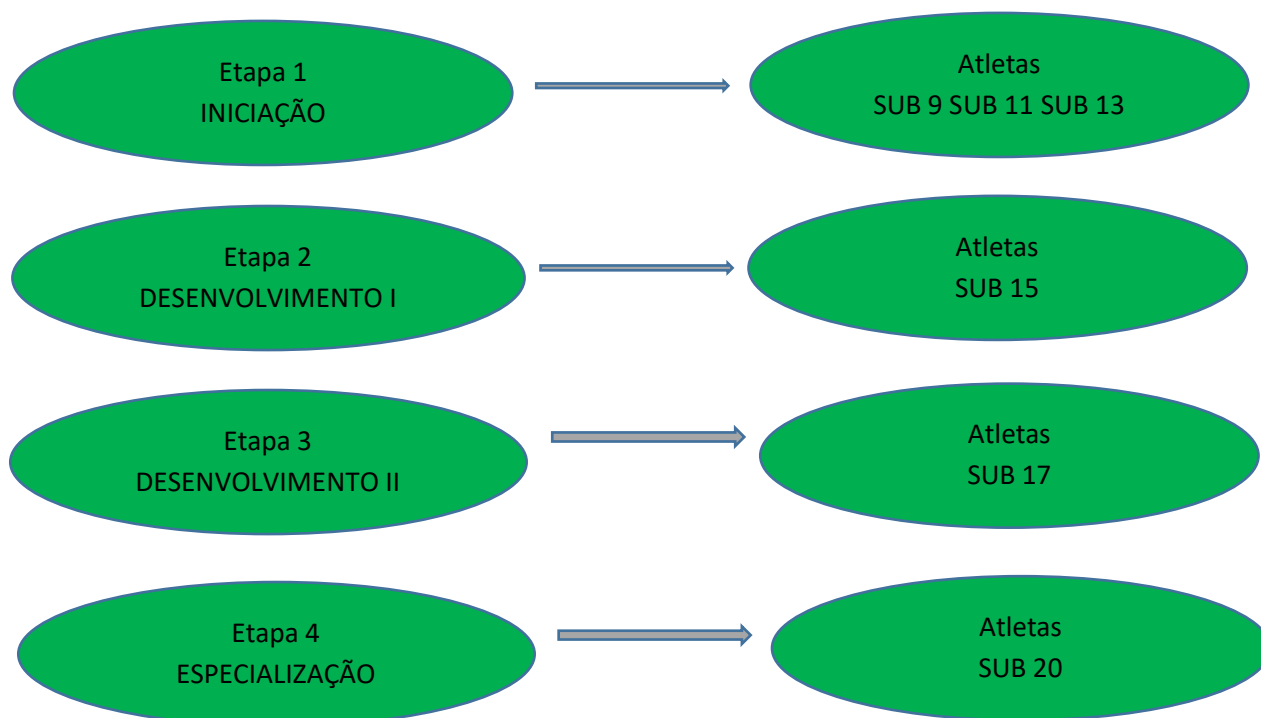 Etapa 1
INICIAÇÃO
Atletas
SUB 9 SUB 11 SUB 13
Etapa 2
DESENVOLVIMENTO I
Atletas
SUB 15
Etapa 3
DESENVOLVIMENTO II
Atletas
SUB 17
Etapa 4
ESPECIALIZAÇÃO
Atletas
SUB 20